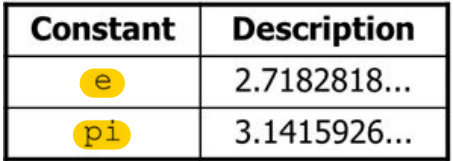 Constant Description
e 2.7182818...
pi 3.1415926...